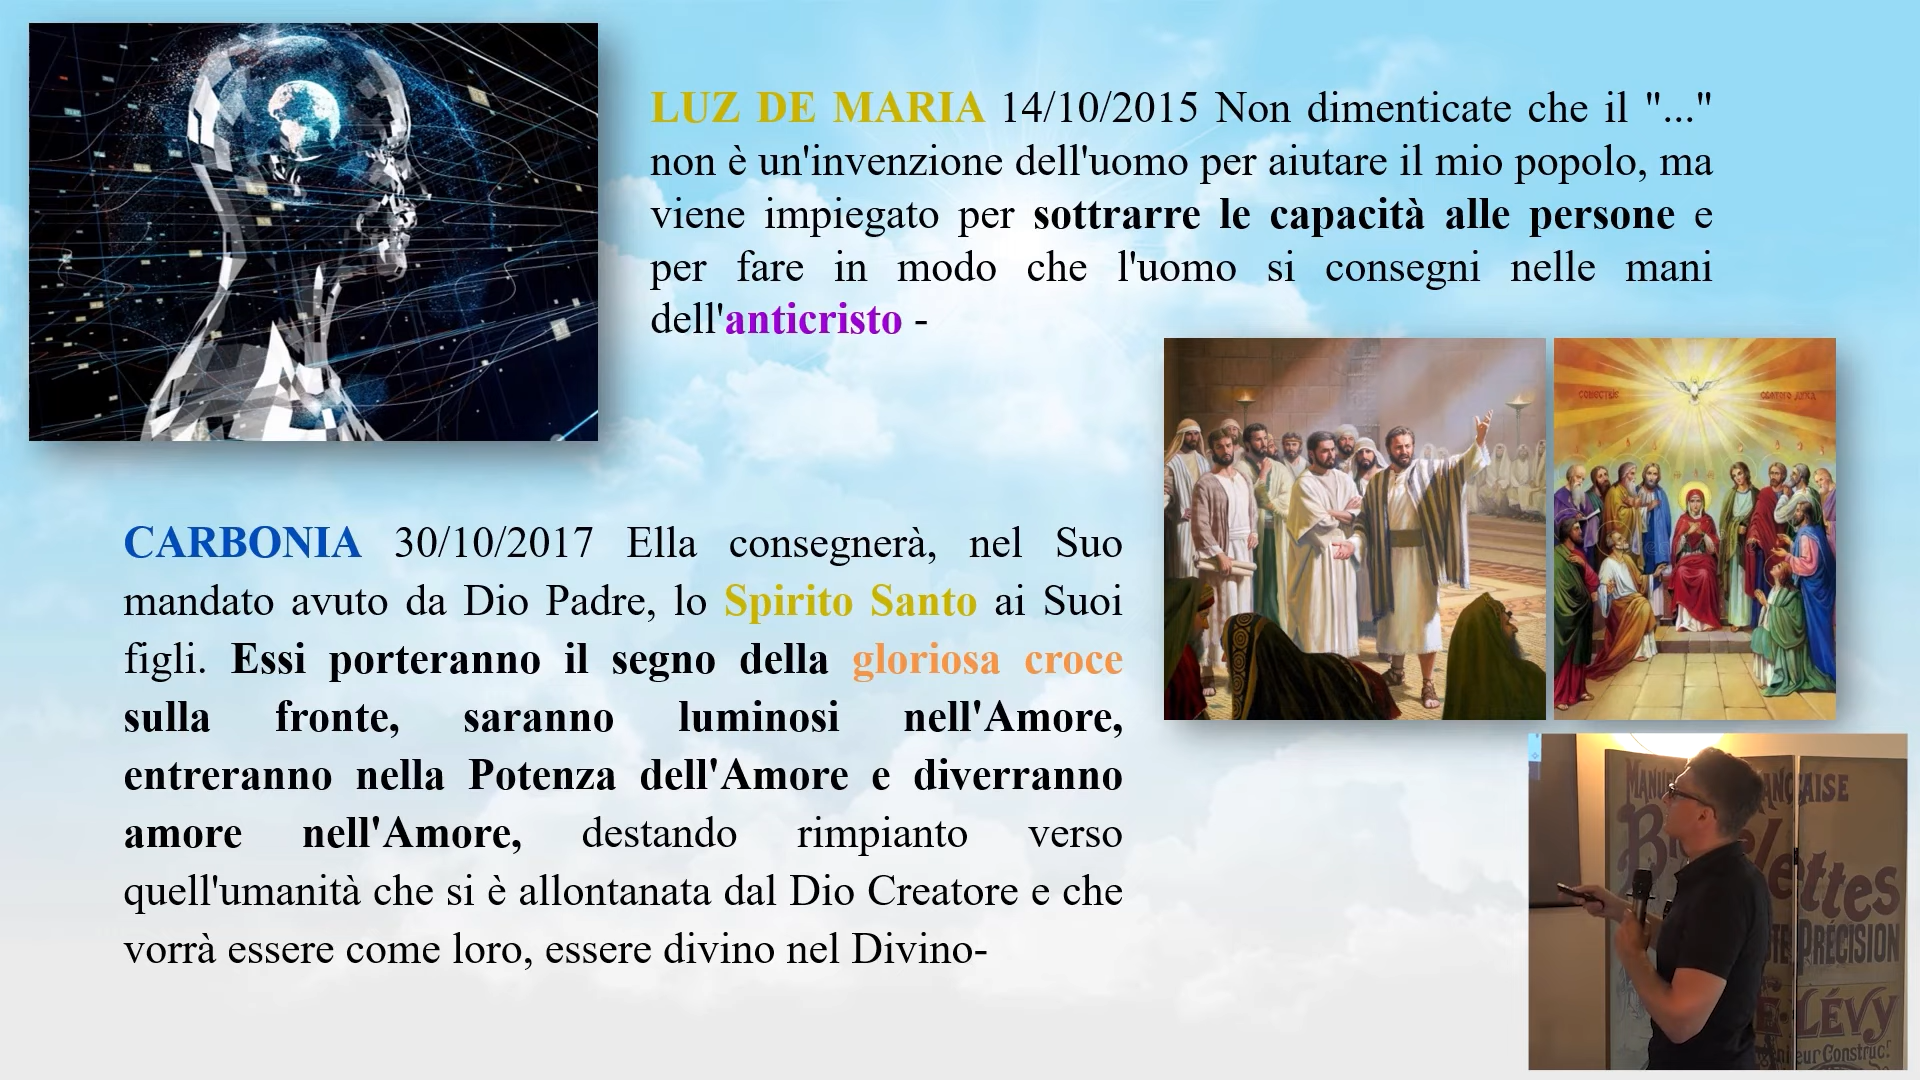 LUZ DE MARIA 14/10/2015 Non dimenticate che il "..."
non è un'invenzione dell'uomo per aiutare il mio popolo, ma
viene impiegato per sottrarre le capacità alle persone e
per fare in modo che l'uomo si consegni nelle mani
dell'anticristo -
CARBONIA 30/10/2017 Ella consegnerà, nel Suo
mandato avuto da Dio Padre, lo Spirito Santo ai Suoi
figli. Essi porteranno il segno della gloriosa croce
sulla fronte, saranno luminosi nell'Amore,
entreranno nella Potenza dell'Amore e diverranno
amore nell'Amore, destando rimpianto verso
quell'umanità che si è allontanata dal Dio Creatore e che
vorrà essere come loro, essere divino nel Divino-
ettes
PRÉCISION
LÉVY